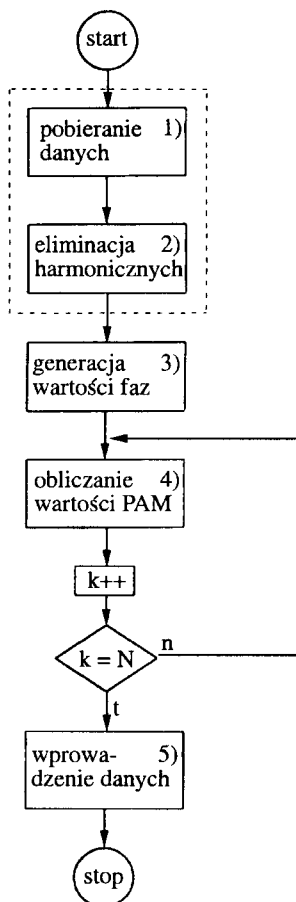 start
pobieranie 1)
danych
eliminacja 2)
harmonicznych
generacja 3)
wartości faz
obliczanie 4)
wartości PAM
k++
k = N n
t
wprowa- 5)
dzenie danych
stop